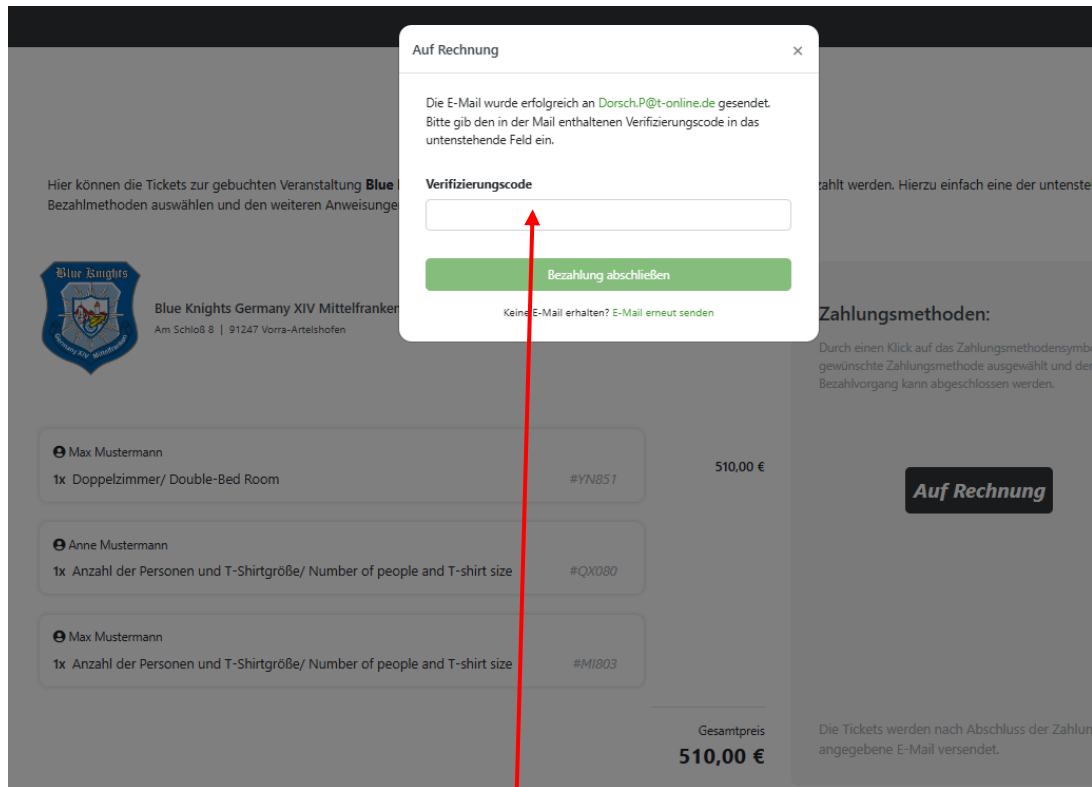 Auf Rechnung
×
Die E-Mail wurde erfolgreich an Dorsch.P@t-online.de gesendet.
Bitte gib den in der Mail enthaltenen Verifizierungscode in das
untenstehende Feld ein.
Verifizierungscode
Bezahlung abschließen
Keine E-Mail erhalten? E-Mail erneut senden
Hier können die Tickets zur gebuchten Veranstaltung Blue
zahlt werden. Hierzu einfach eine der
Bezahlmethoden auswählen und den weiteren
Blue Knights
Germany XIV Mittelfranken
Blue Knights Germany XIV Mittelfranken
Am Schloß 8 | 91247 Vorra-Artelshofen
Zahlungsmethoden:
Durch einen Klick auf das
gewünschte Zahlungsmethode ausgewählt und
Bezahlvorgang kann abgeschlossen werden.
Auf Rechnung
Max Mustermann
1x Doppelzimmer/ Double-Bed Room #YN851
510,00 €
Anne Mustermann
1x Anzahl der Personen und T-Shirtgröße/ Number of people and T-shirt size #QX080
Max Mustermann
1x Anzahl der Personen und T-Shirtgröße/ Number of people and T-shirt size #MI803
Gesamtpreis
510,00 €
Die Tickets werden nach Abschluss der
angegebene E-Mail versendet.